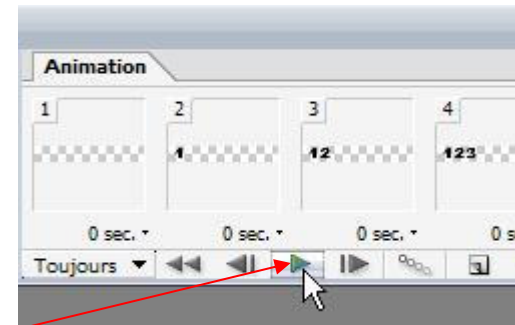 Animation
1 2 3 4
1 12 123
0 sec. 0 sec. 0 sec. 0 s
Toujours